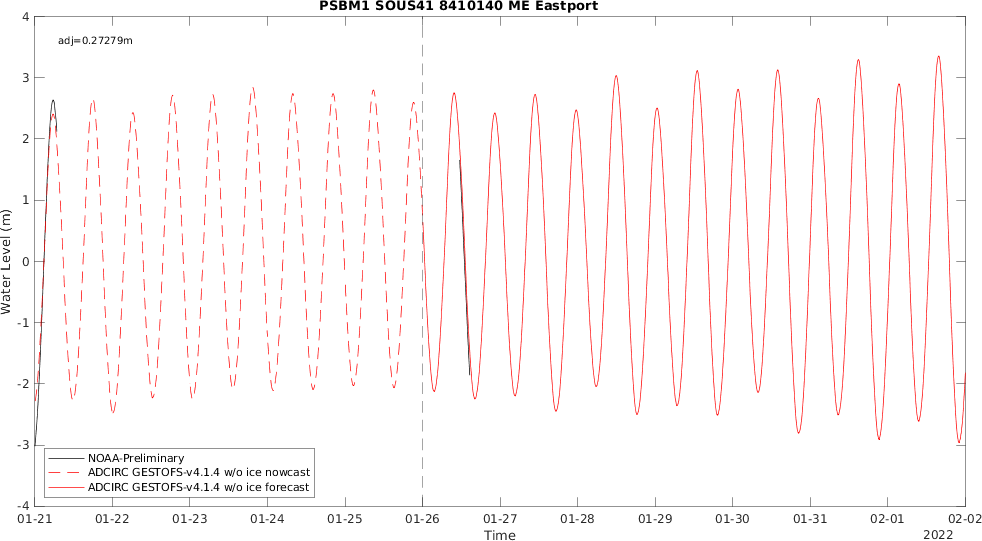 PSBM1 SOUS41 8410140 ME Eastport
adj=0.27279m
4
3
2
1
0
-1
-2
-3
-4
Water Level (m)
NOAA-Preliminary
ADCIRC GESTOFS-v4.1.4 w/o ice nowcast
ADCIRC GESTOFS-v4.1.4 w/o ice forecast
01-21 01-22 01-23 01-24 01-25 01-26 01-27 01-28 01-29 01-30 01-31 02-01 02-02
Time
2022